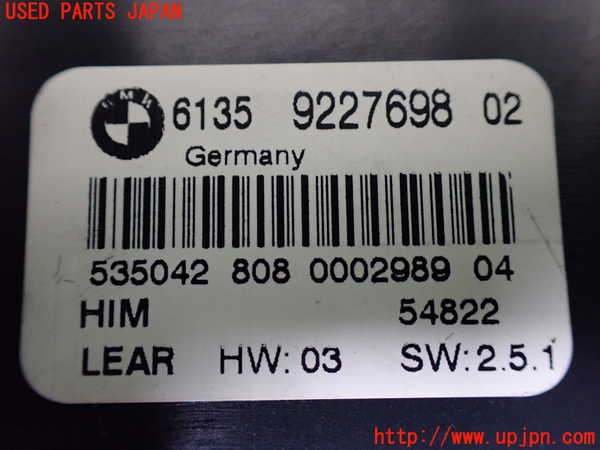 USED PARTS JAPAN
BMW
6135 9227698 02
Germany
535042 808 0002989 04
HIM 54822
LEAR HW: 03 SW: 2.5.1
http://www.upjpn.com/